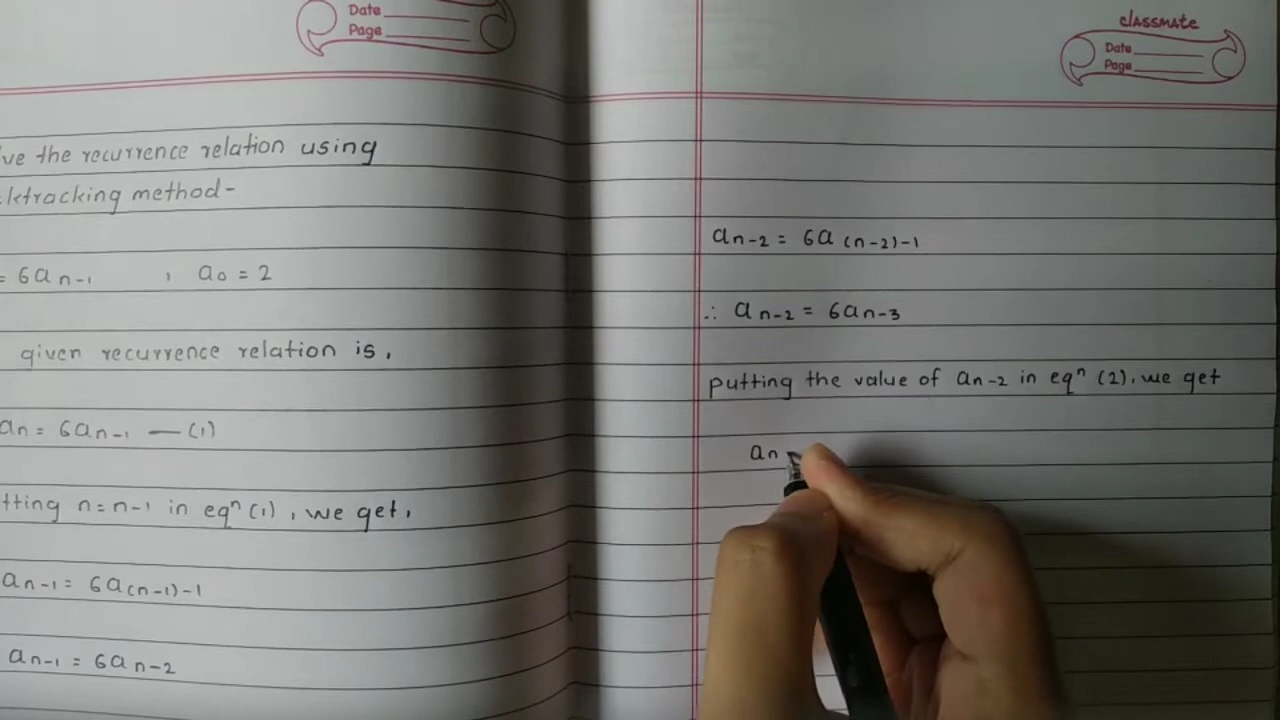 Date
Page
ve the recurrence relation using
ktracking method-
= 6an-1 , a0 = 2
given recurrence relation is,
an = 6an-1 — (1)
tting n=n-1 in eqn (1), we get,
an-1 = 6a(n-1)-1
an-1 = 6an-2
classmate
Date
Page
an-2 = 6a(n-2)-1
∴ an-2 = 6an-3
putting the value of an-2 in eqn (2), we get
an